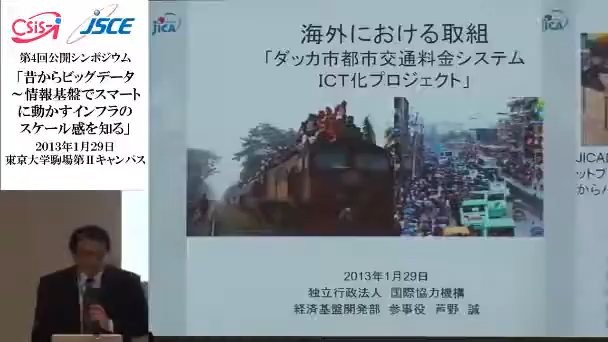 CSiS-i
JSCE
第4回公開シンポジウム
「昔からビッグデータ
～情報基盤でスマート
に動かすインフラの
スケール感を知る」
2013年1月29日
東京大学駒場第Ⅱキャンパス
JICA
海外における取組
「ダッカ市都市交通料金システム
ICT化プロジェクト」
2013年1月29日
独立行政法人 国際協力機構
経済基盤開発部 参事役 芦野 誠
JICA
JICA
ットプ
から